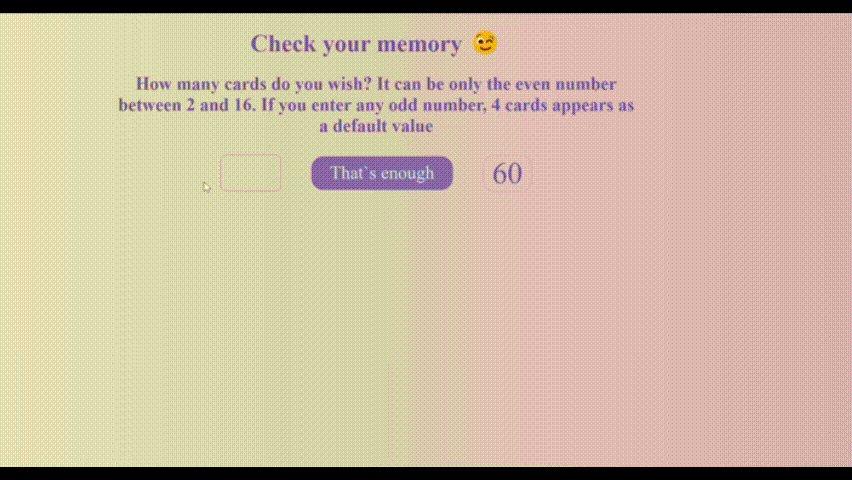 Check your memory 😉
How many cards do you wish? It can be only the even number
between 2 and 16. If you enter any odd number, 4 cards appears as
a default value
That`s enough 60